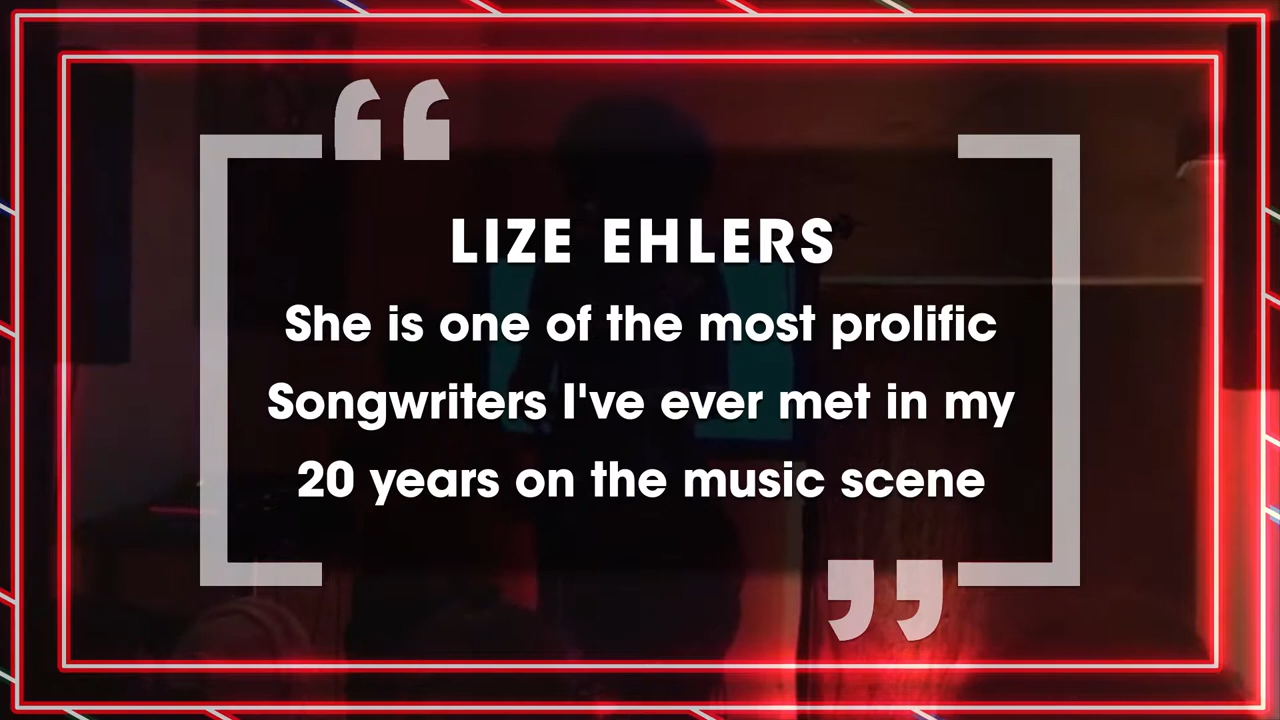 LIZE EHLERS
She is one of the most prolific
Songwriters I've ever met in my
20 years on the music scene